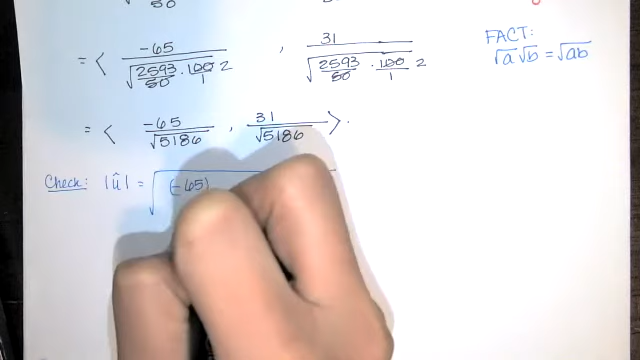 √50
= < -65 / √(2593/50 · 100/1 2) , 31 / √(2593/50 · 100/1 2)
FACT:
√a √b = √ab
= < -65/√5186 , 31/√5186 > .
Check: |û| = √(-65)